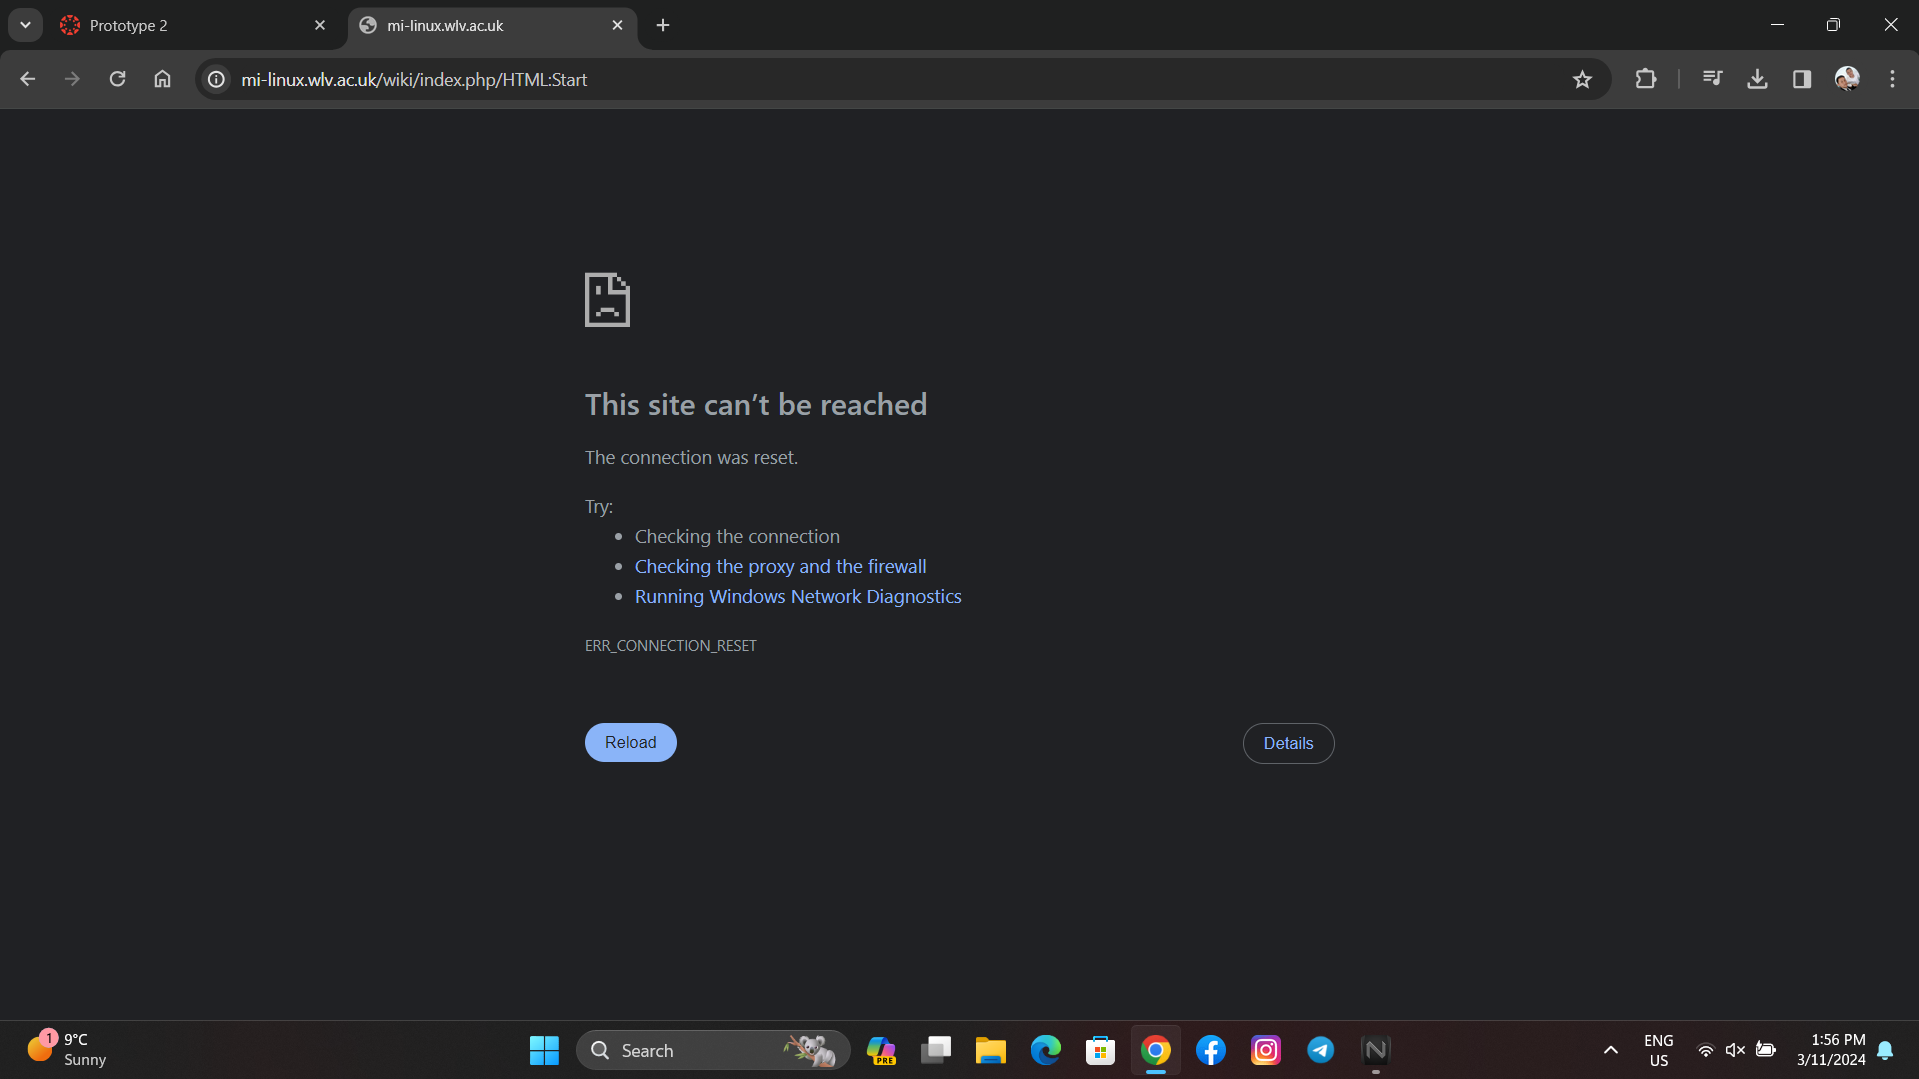 Prototype 2
mi-linux.wlv.ac.uk
mi-linux.wlv.ac.uk/wiki/index.php/HTML:Start
This site can’t be reached
The connection was reset.
Try:
Checking the connection
Checking the proxy and the firewall
Running Windows Network Diagnostics
ERR_CONNECTION_RESET
Reload
Details
1
9°C
Sunny
Search
PRE
ENG
US
1:56 PM
3/11/2024